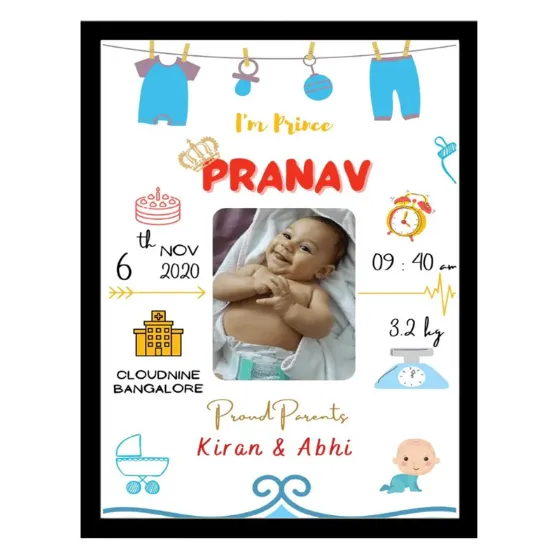 I'm Prince
PRANAV
6 th NOV 2020
09 : 40 am
3.2 kg
CLOUDNINE
BANGALORE
Proud Parents
Kiran & Abhi